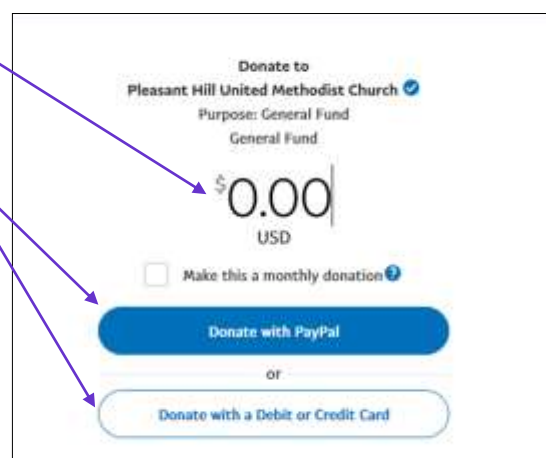 Donate to
Pleasant Hill United Methodist Church
Purpose: General Fund
General Fund
$0.00
USD
Make this a monthly donation
Donate with PayPal
or
Donate with a Debit or Credit Card